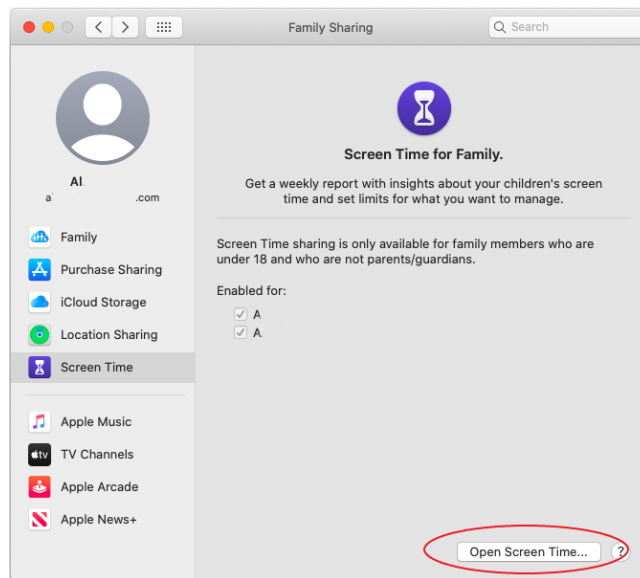 Family Sharing
Search
Al
a
.com
Family
Purchase Sharing
iCloud Storage
Location Sharing
Screen Time
Apple Music
tv
TV Channels
Apple Arcade
Apple News+
Screen Time for Family.
Get a weekly report with insights about your children's screen
time and set limits for what you want to manage.
Screen Time sharing is only available for family members who are
under 18 and who are not parents/guardians.
Enabled for:
A
A
Open Screen Time...
?